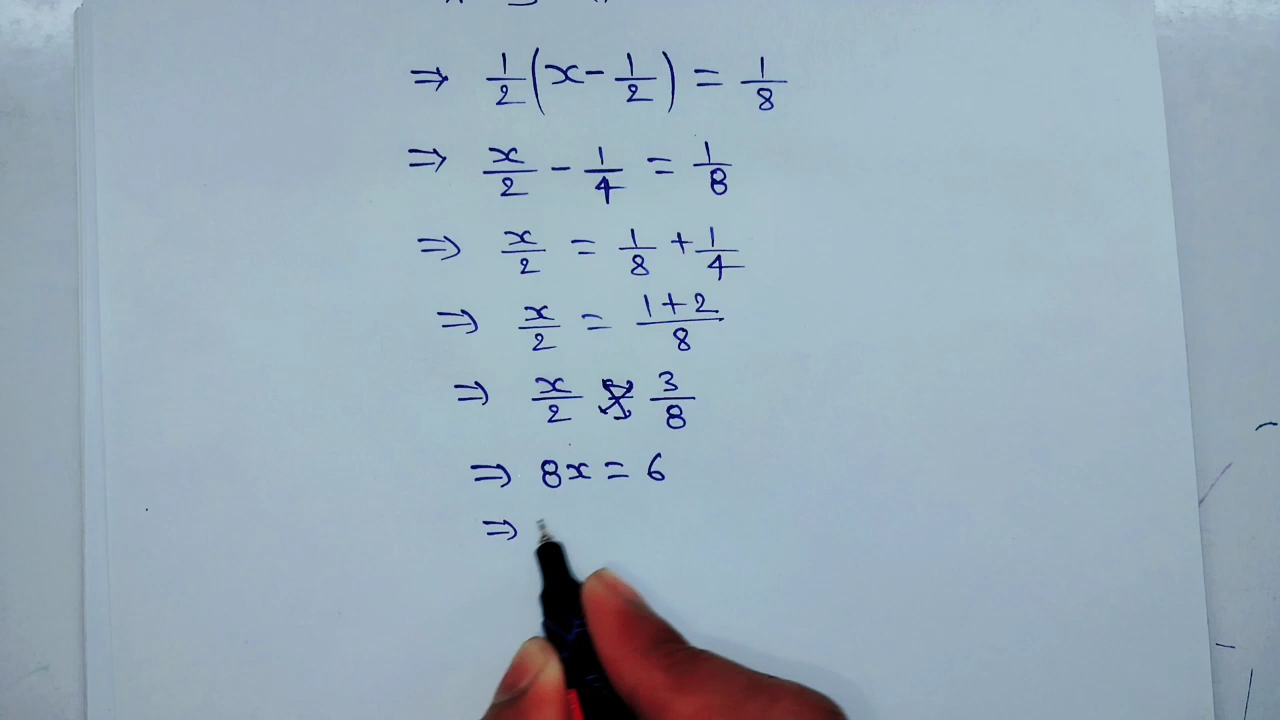 ⇒ 1/2 (x - 1/2) = 1/8
⇒ x/2 - 1/4 = 1/8
⇒ x/2 = 1/8 + 1/4
⇒ x/2 = 1+2/8
⇒ x/2 = 3/8
⇒ 8x = 6
⇒